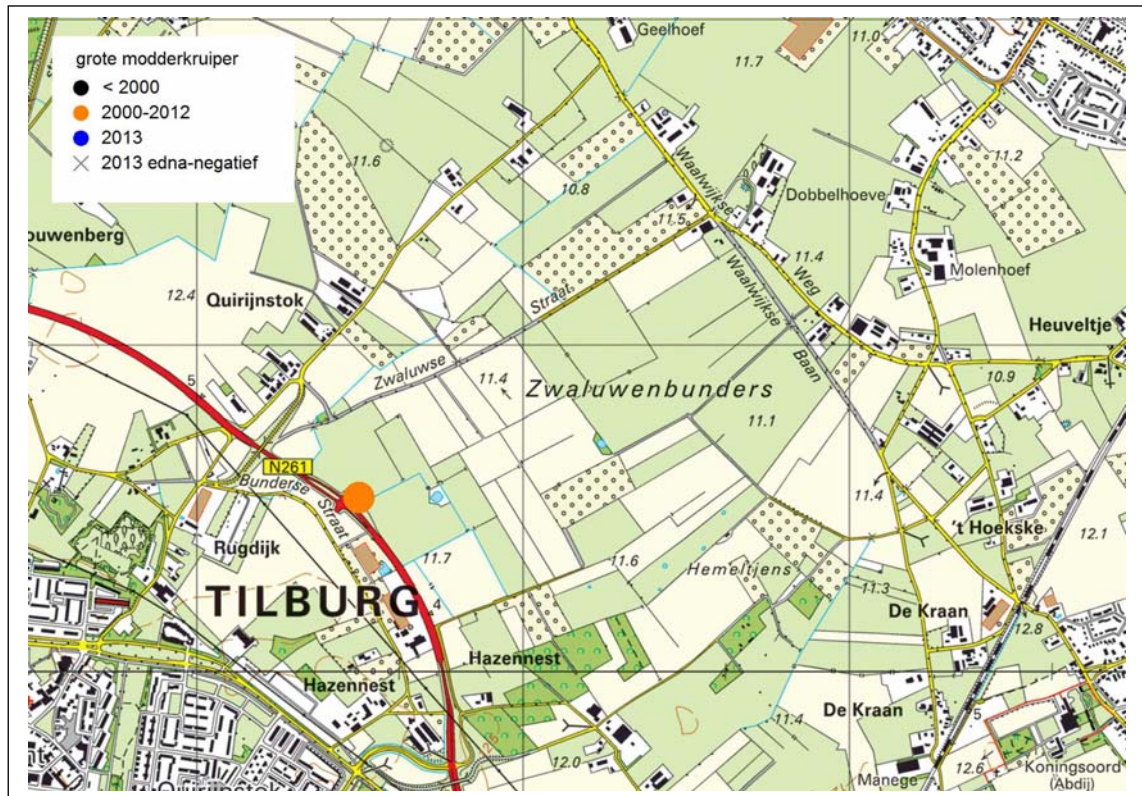 grote modderkruiper
< 2000
2000-2012
2013
2013 edna-negatief
Geelhoef
11.7
11.0
11.6
10.8
11.2
Waalwijkse
Dobbelhoeve
ouwenberg
11.5
11.4
Weg
Molenhoef
12.4
Quirijnstok
Straat
Waalwijkse
Baan
Heuveltje
5
Zwaluwse
11.4
Zwaluwenbunders
10.9
11.1
N261
Bunderse
Straat
11.4
't Hoekske
Rugdijk
11.7
11.6
Hemeltjens
12.1
11.3
TILBURG
4
De Kraan
12.8
Hazennest
Hazennest
De Kraan
5
11.4
12.5
12.0
Manege
12.6
Koningsoord
(Abdij)
Quirijnstok